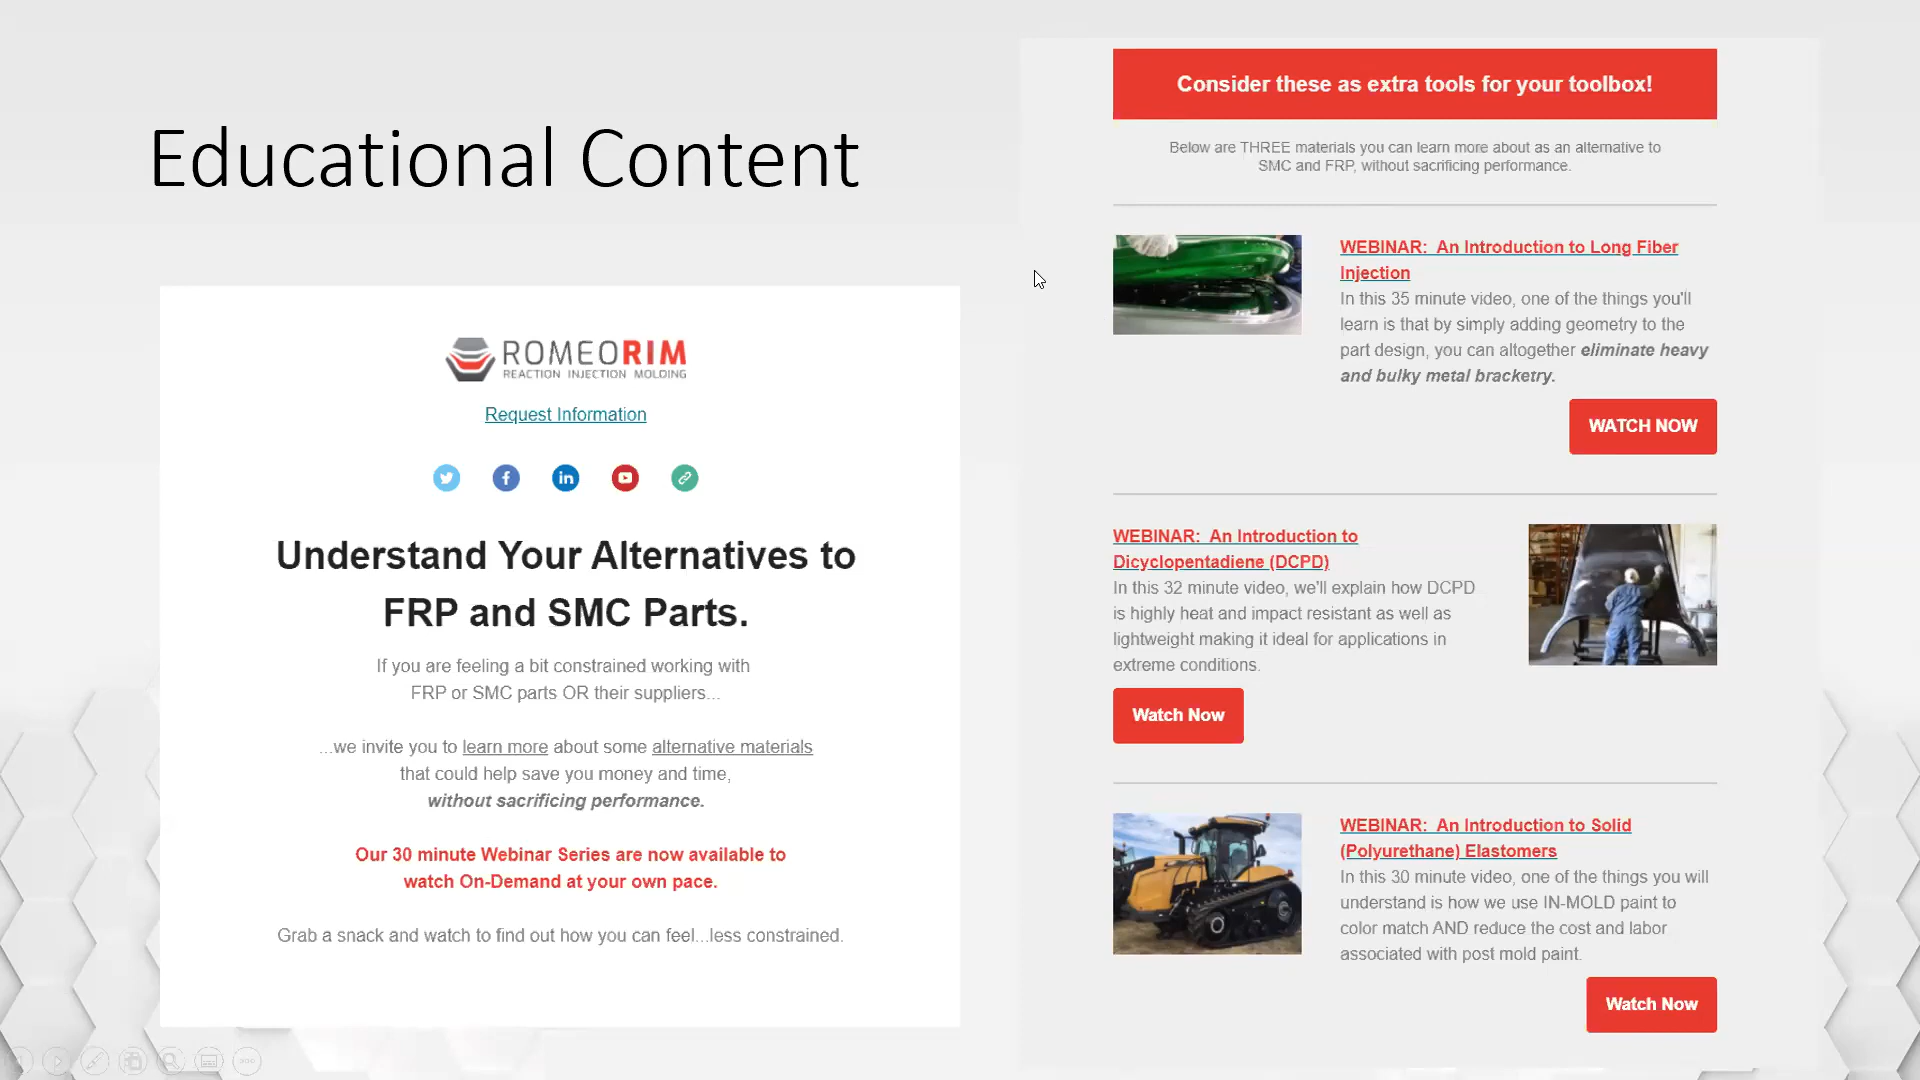 Educational Content
ROMEORIM
REACTION INJECTION MOLDING
Request Information
Understand Your Alternatives to
FRP and SMC Parts.
If you are feeling a bit constrained working with
FRP or SMC parts OR their suppliers...
...we invite you to learn more about some alternative materials
that could help save you money and time,
without sacrificing performance.
Our 30 minute Webinar Series are now available to
watch On-Demand at your own pace.
Grab a snack and watch to find out how you can feel...less constrained.
Consider these as extra tools for your toolbox!
Below are THREE materials you can learn more about as an alternative to
SMC and FRP, without sacrificing performance.
WEBINAR: An Introduction to Long Fiber
Injection
In this 35 minute video, one of the things you'll
learn is that by simply adding geometry to the
part design, you can altogether eliminate heavy
and bulky metal bracketry.
WATCH NOW
WEBINAR: An Introduction to
Dicyclopentadiene (DCPD)
In this 32 minute video, we'll explain how DCPD
is highly heat and impact resistant as well as
lightweight making it ideal for applications in
extreme conditions.
Watch Now
WEBINAR: An Introduction to Solid
(Polyurethane) Elastomers
In this 30 minute video, one of the things you will
understand is how we use IN-MOLD paint to
color match AND reduce the cost and labor
associated with post mold paint.
Watch Now